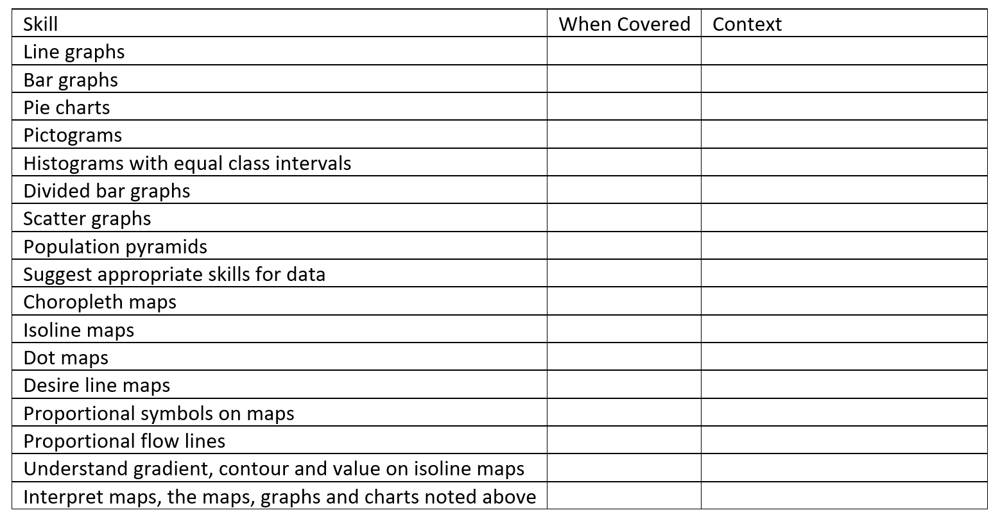 Skill When Covered Context
Line graphs
Bar graphs
Pie charts
Pictograms
Histograms with equal class intervals
Divided bar graphs
Scatter graphs
Population pyramids
Suggest appropriate skills for data
Choropleth maps
Isoline maps
Dot maps
Desire line maps
Proportional symbols on maps
Proportional flow lines
Understand gradient, contour and value on isoline maps
Interpret maps, the maps, graphs and charts noted above